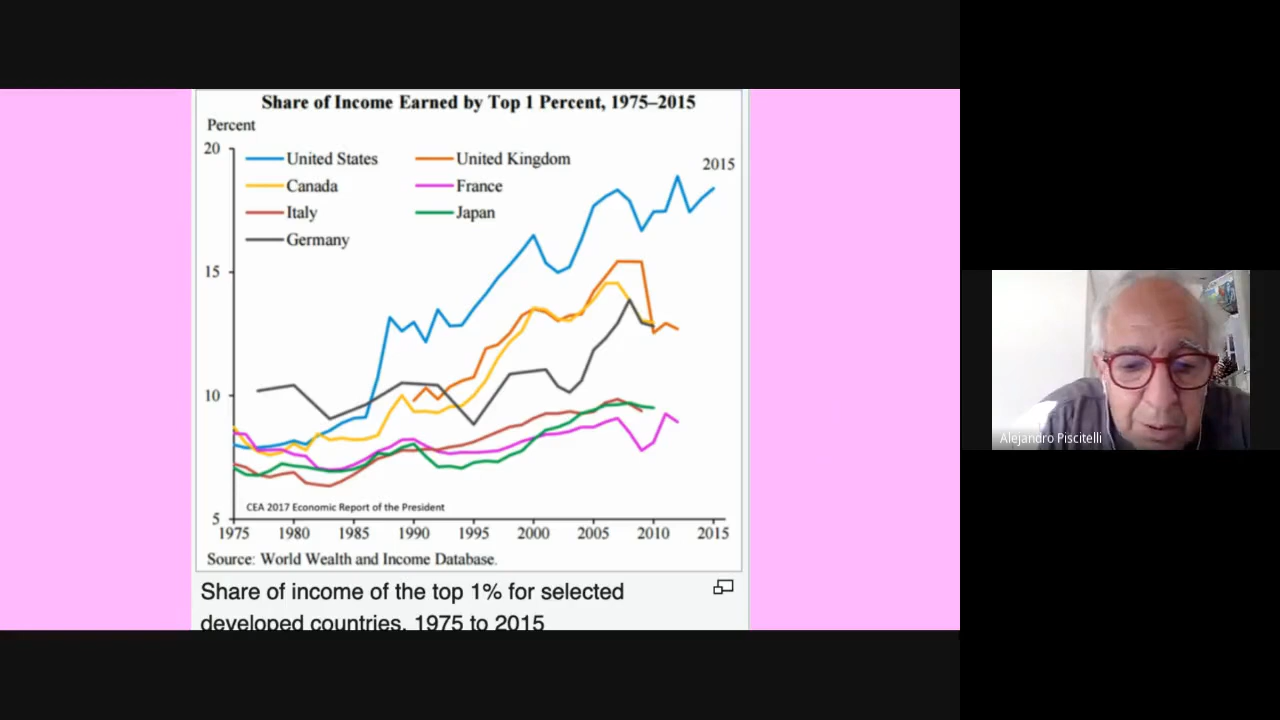 Share of Income Earned by Top 1 Percent, 1975–2015
Percent
20
United States
United Kingdom
2015
Canada
France
Italy
Japan
Germany
15
10
CEA 2017 Economic Report of the President
5
1975 1980 1985 1990 1995 2000 2005 2010 2015
Source: World Wealth and Income Database.
Share of income of the top 1% for selected
developed countries, 1975 to 2015
Alejandro Piscitelli